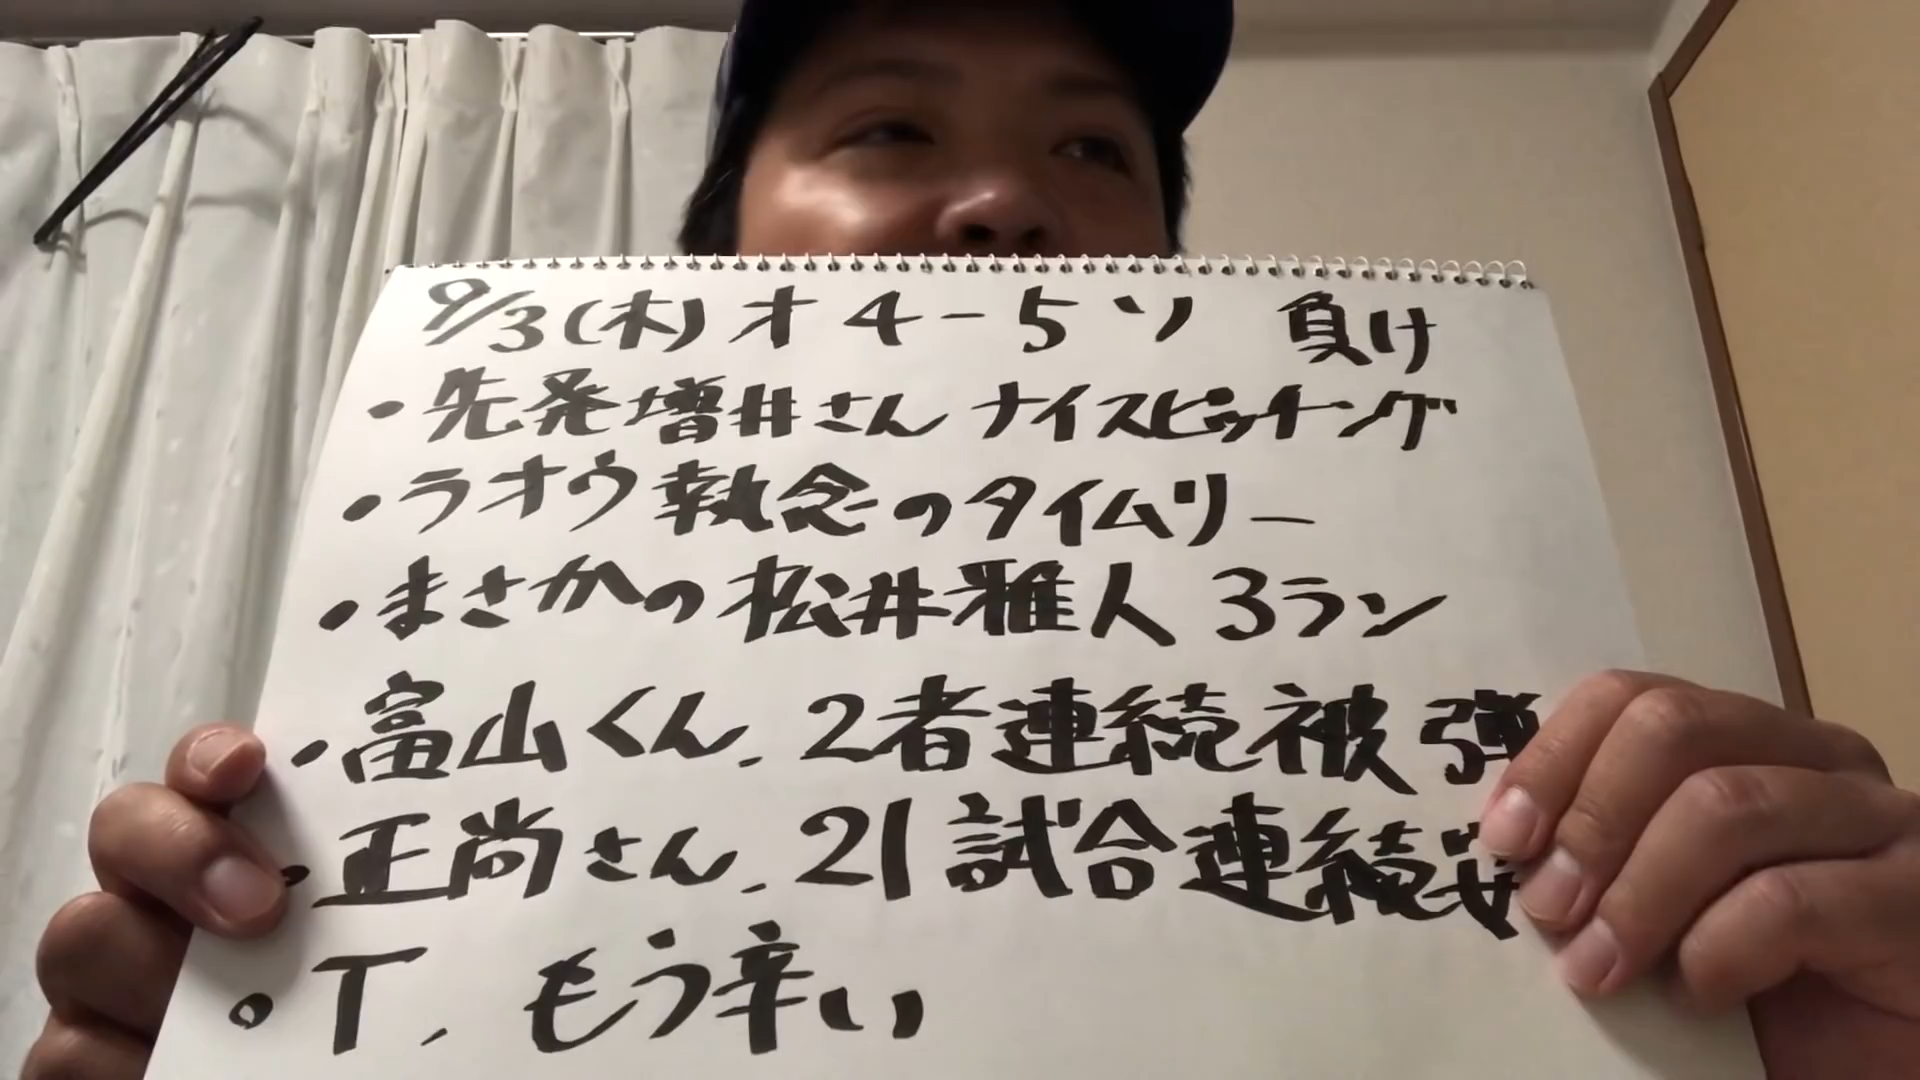 9/3(木) オ 4-5 ソ 負け
・先発増井さんナイスピッチング
・ラオウ執念のタイムリー
・まさかの松井雅人3ラン
・富山くん、2者連続被弾
・正尚さん、21試合連続安
・T、もう辛い